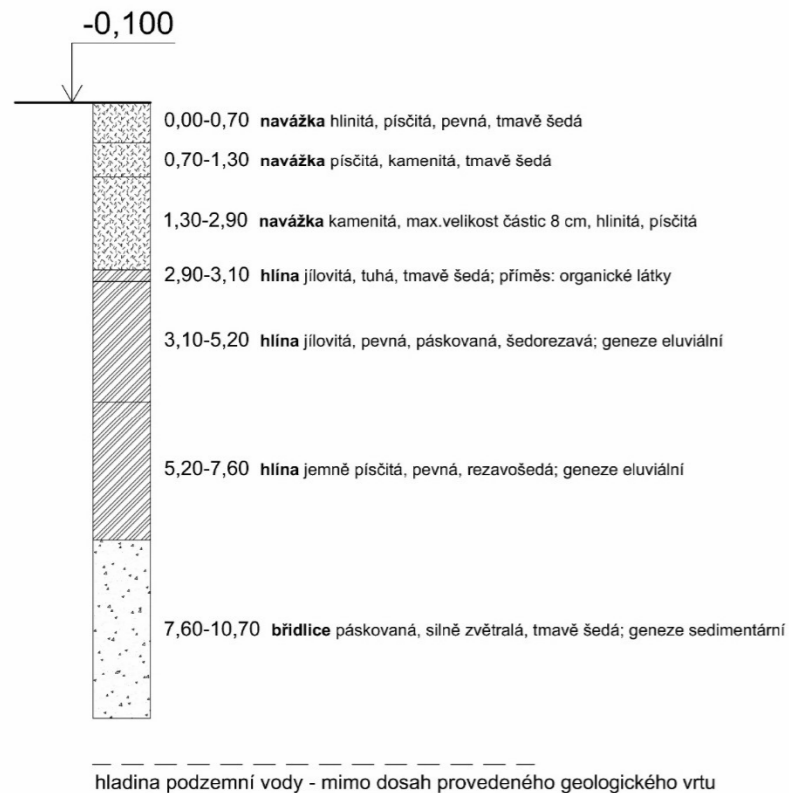 -0,100
0,00-0,70 navážka hlinitá, písčitá, pevná, tmavě šedá
0,70-1,30 navážka písčitá, kamenitá, tmavě šedá
1,30-2,90 navážka kamenitá, max.velikost částic 8 cm, hlinitá, písčitá
2,90-3,10 hlína jílovitá, tuhá, tmavě šedá; příměs: organické látky
3,10-5,20 hlína jílovitá, pevná, páskovaná, šedorezavá; geneze eluviální
5,20-7,60 hlína jemně písčitá, pevná, rezavošedá; geneze eluviální
7,60-10,70 břidlice páskovaná, silně zvětralá, tmavě šedá; geneze sedimentární
hladina podzemní vody - mimo dosah provedeného geologického vrtu